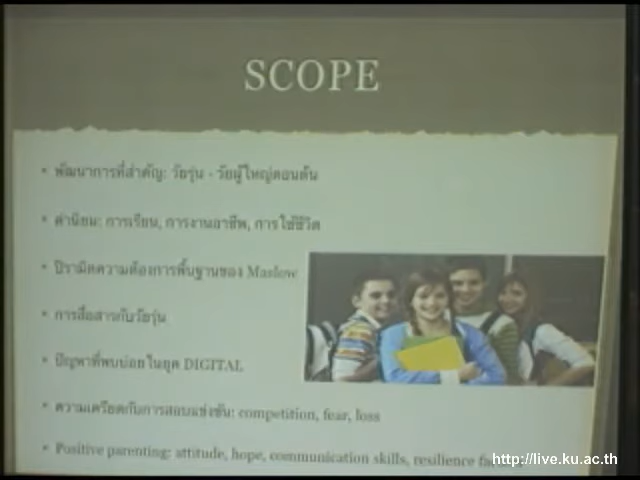 SCOPE
• พัฒนาการที่สำคัญ: วัยรุ่น - วัยผู้ใหญ่ตอนต้น
• ค่านิยม: การเรียน, การงานอาชีพ, การใช้ชีวิต
• ปิรามิดความต้องการพื้นฐานของ Maslow
• การสื่อสารกับวัยรุ่น
• ปัญหาที่พบบ่อยในยุค DIGITAL
• ความเครียดกับการสอบแข่งขัน: competition, fear, loss
• Positive parenting: attitude, hope, communication skills, resilience
http://live.ku.ac.th